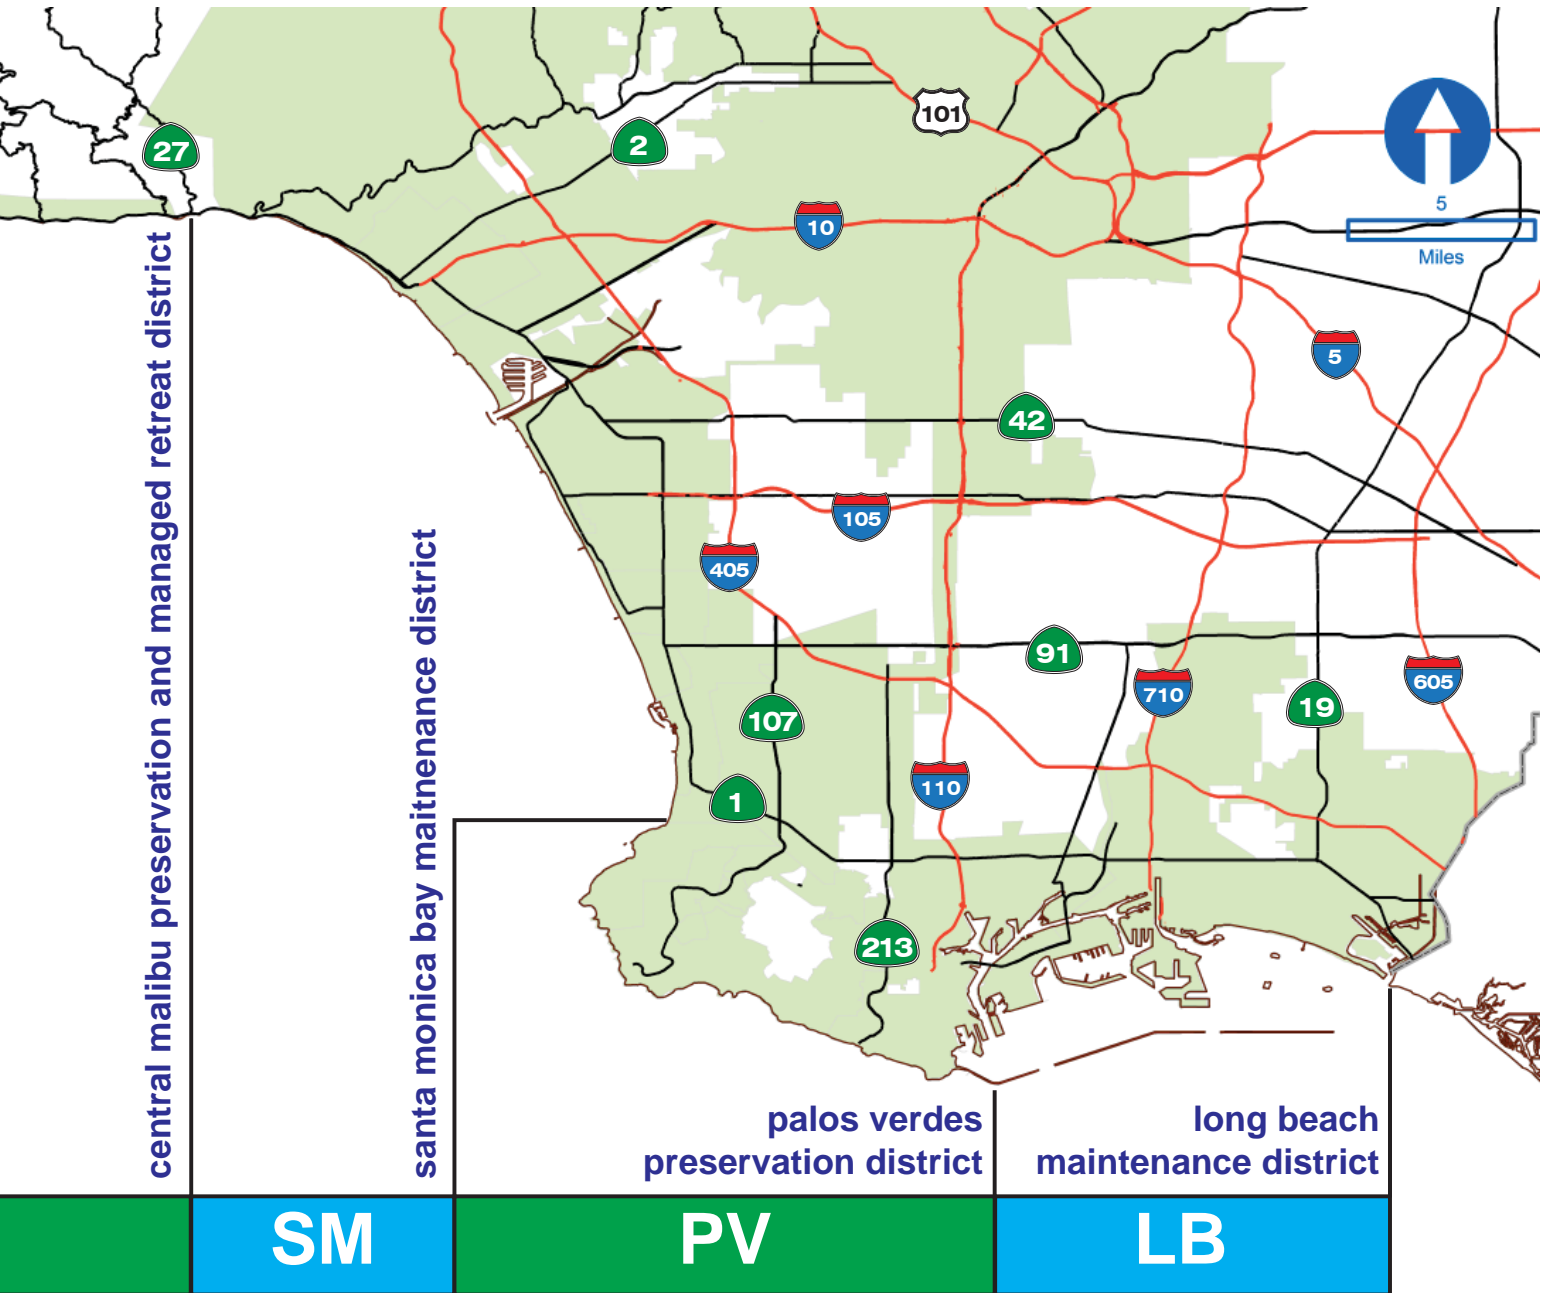 101
27
2
5
Miles
10
5
42
105
405
91
710
605
107
19
1
110
213
central malibu preservation and managed retreat district
santa monica bay maitnenance district
palos verdes
preservation district
long beach
maintenance district
SM
PV
LB